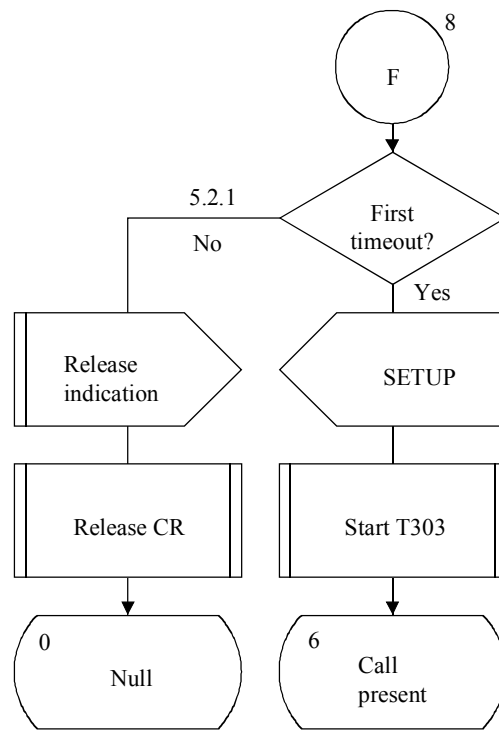 8
F
5.2.1
First
timeout?
No
Yes
Release
indication
SETUP
Release CR
Start T303
0
Null
6
Call
present